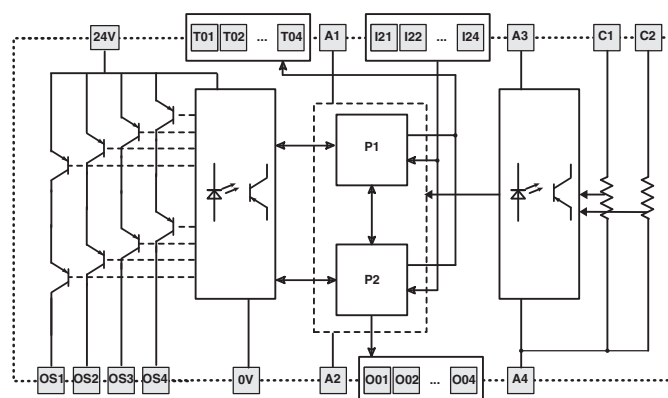 24V T01 T02 ... T04 A1 I21 I22 ... I24 A3 C1 C2
P1
P2
OS1 OS2 OS3 OS4 0V A2 O01 O02 ... O04 A4